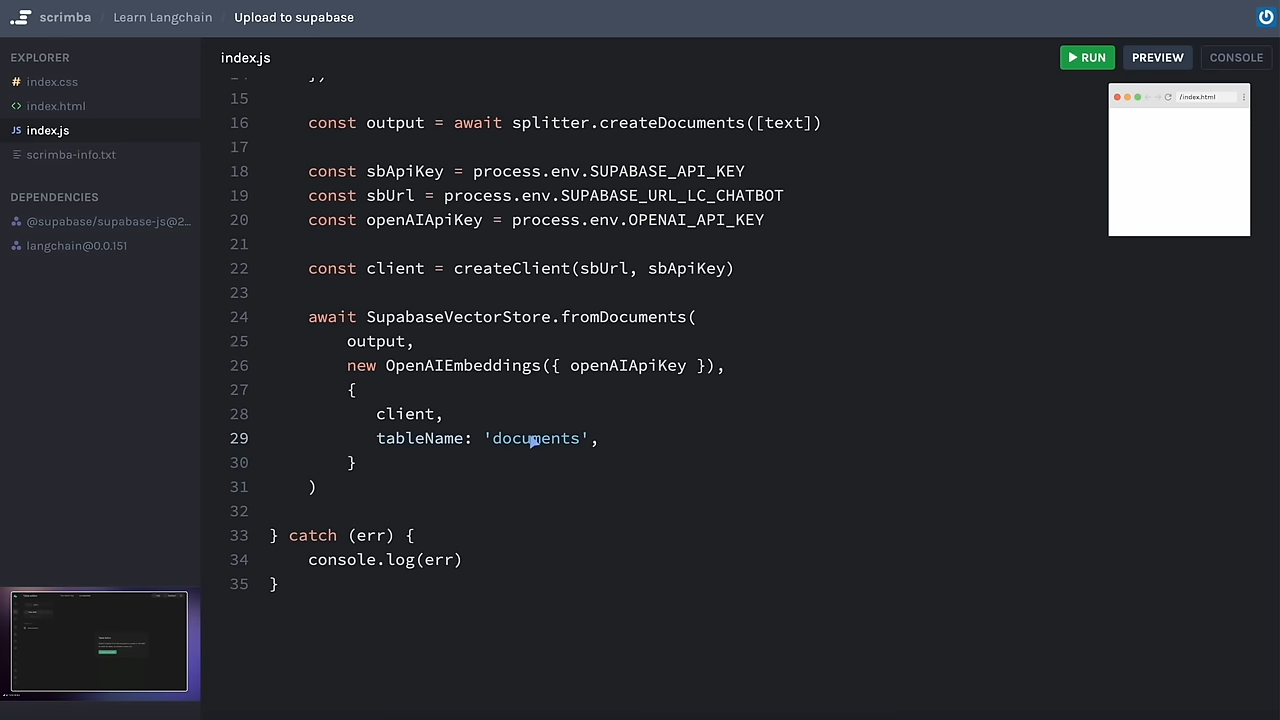 scrimba / Learn Langchain / Upload to supabase
EXPLORER
index.css
index.html
JS index.js
scrimba-info.txt
DEPENDENCIES
@supabase/supabase-js@2...
langchain@0.0.151
index.js
RUN
PREVIEW
CONSOLE
/index.html
15
16 const output = await splitter.createDocuments([text])
17
18 const sbApiKey = process.env.SUPABASE_API_KEY
19 const sbUrl = process.env.SUPABASE_URL_LC_CHATBOT
20 const openAIApiKey = process.env.OPENAI_API_KEY
21
22 const client = createClient(sbUrl, sbApiKey)
23
24 await SupabaseVectorStore.fromDocuments(
25 output,
26 new OpenAIEmbeddings({ openAIApiKey }),
27 {
28 client,
29 tableName: 'documents',
30 }
31 )
32
33 } catch (err) {
34 console.log(err)
35 }